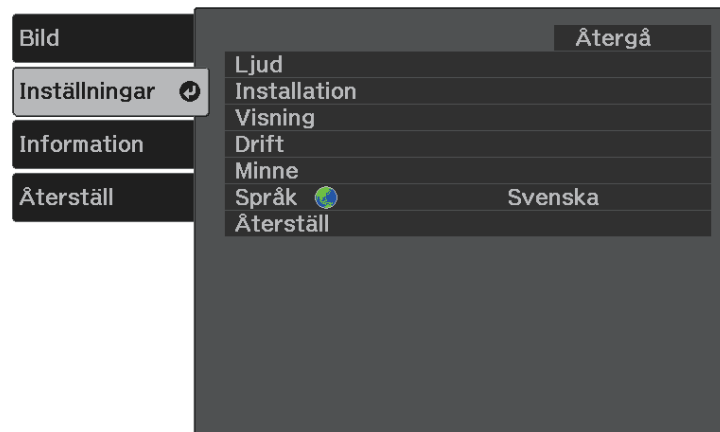 Bild
Inställningar
Information
Återställ
Återgå
Ljud
Installation
Visning
Drift
Minne
Språk Svenska
Återställ